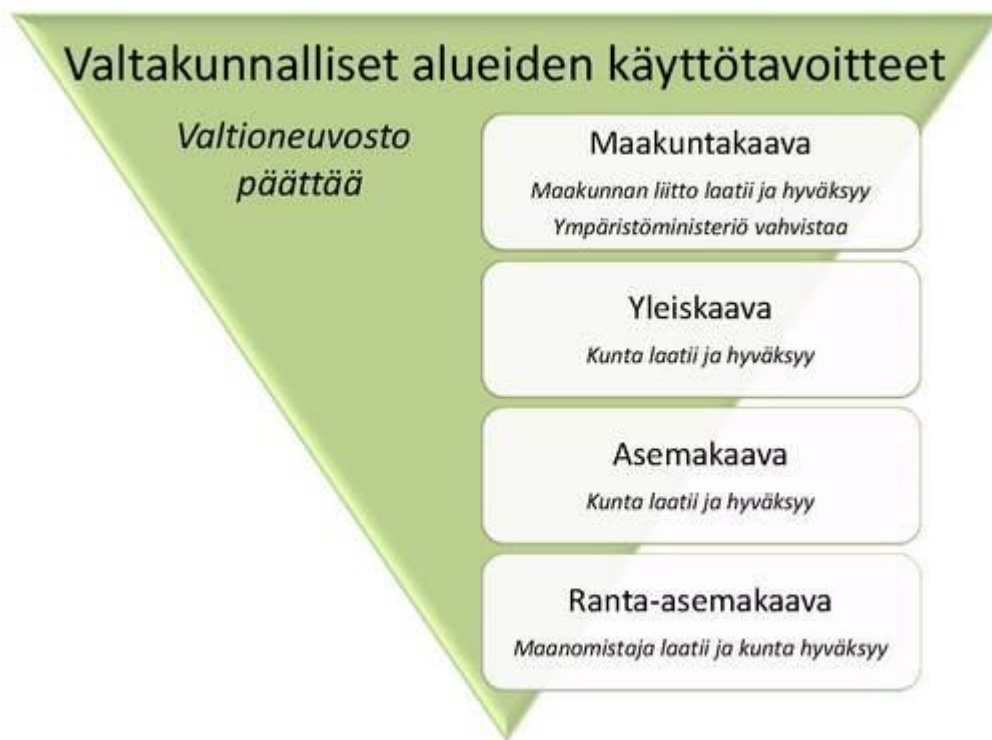 Valtakunnalliset alueiden käyttötavoitteet
Valtioneuvosto
päättää
Maakuntakaava
Maakunnan liitto laatii ja hyväksyy
Ympäristöministeriö vahvistaa
Yleiskaava
Kunta laatii ja hyväksyy
Asemakaava
Kunta laatii ja hyväksyy
Ranta-asemakaava
Maanomistaja laatii ja kunta hyväksyy